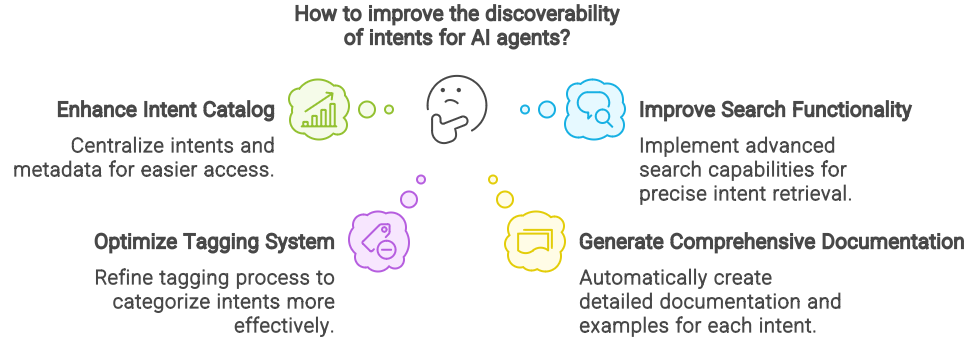 How to improve the discoverability
of intents for AI agents?
Enhance Intent Catalog
Centralize intents and
metadata for easier access.
Improve Search Functionality
Implement advanced
search capabilities for
precise intent retrieval.
Optimize Tagging System
Refine tagging process to
categorize intents more
effectively.
Generate Comprehensive Documentation
Automatically create
detailed documentation and
examples for each intent.